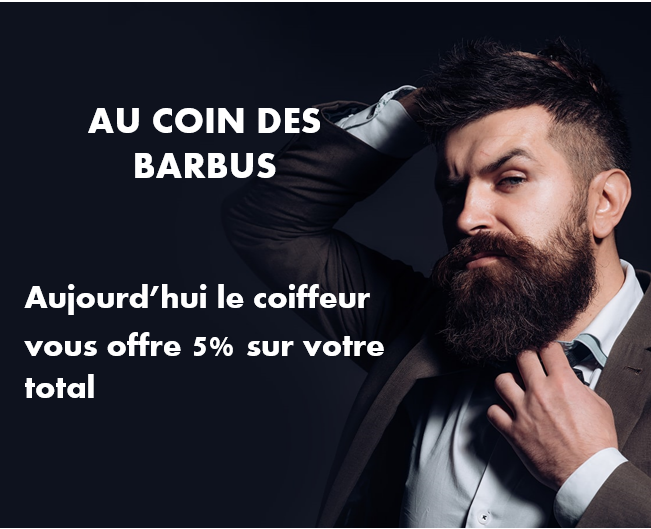 AU COIN DES
BARBUS
Aujourd’hui le coiffeur
vous offre 5% sur votre
total